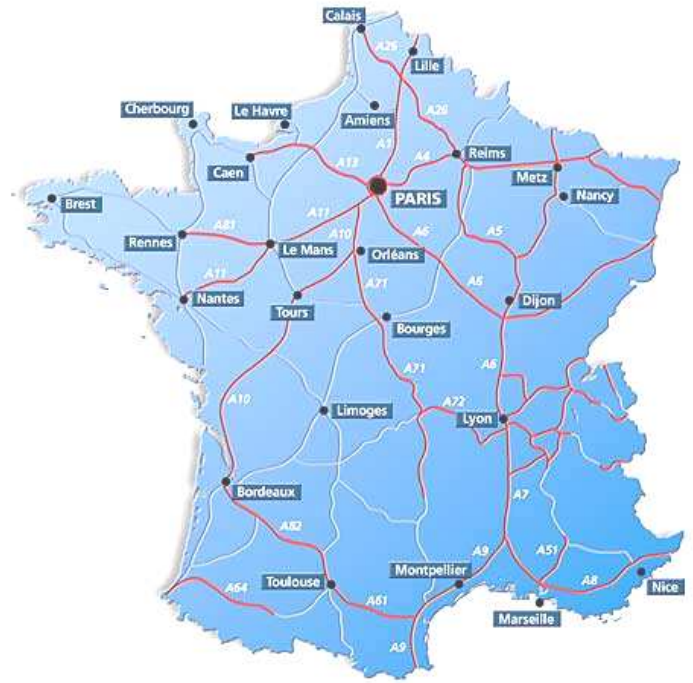 Calais
A26
Lille
Cherbourg
Le Havre
Amiens
A26
A1
Caen
A13
A4
Reims
Metz
Brest
PARIS
Nancy
A81
A11
A10
A6
A5
Rennes
Le Mans
Orléans
A11
A71
A6
Nantes
Tours
Dijon
Bourges
A6
A71
A10
A72
Limoges
Lyon
Bordeaux
A7
A62
A9
A51
Toulouse
Montpellier
A8
Nice
A64
A61
Marseille
A9